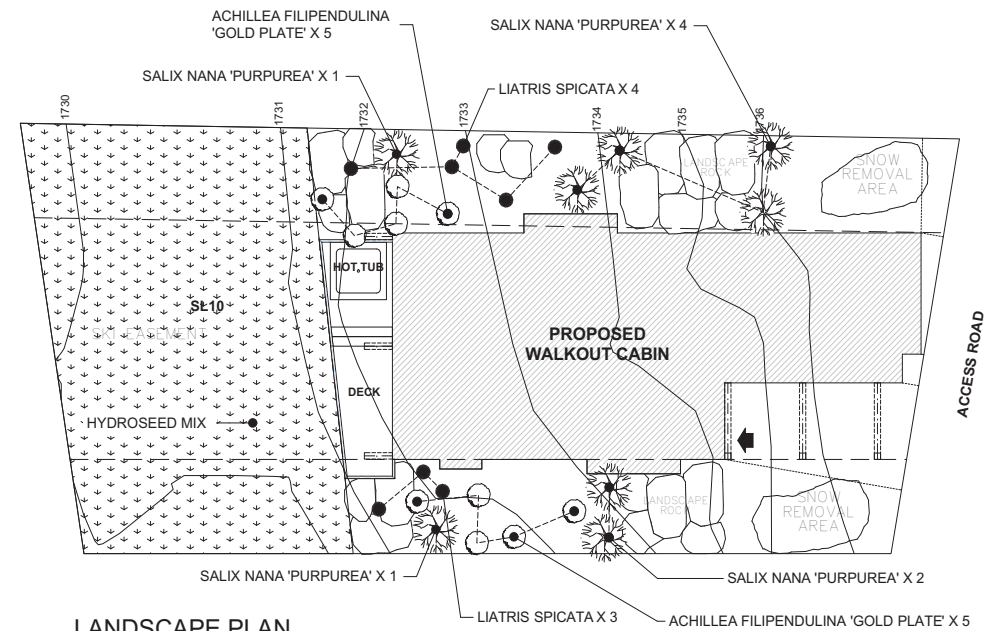 ACHILLEA FILIPENDULINA
'GOLD PLATE' X 5
SALIX NANA 'PURPUREA' X 4
SALIX NANA 'PURPUREA' X 1
LIATRIS SPICATA X 4
1730
1731
1732
1733
1734
1735
1736
LANDSCAPE
ROCK
SNOW
REMOVAL
AREA
HOT TUB
SL10
SKI EASEMENT
PROPOSED
WALKOUT CABIN
DECK
ACCESS ROAD
HYDROSEED MIX
LANDSCAPE
ROCK
SNOW
REMOVAL
AREA
SALIX NANA 'PURPUREA' X 1
SALIX NANA 'PURPUREA' X 2
LIATRIS SPICATA X 3
ACHILLEA FILIPENDULINA 'GOLD PLATE' X 5
LANDSCAPE PLAN